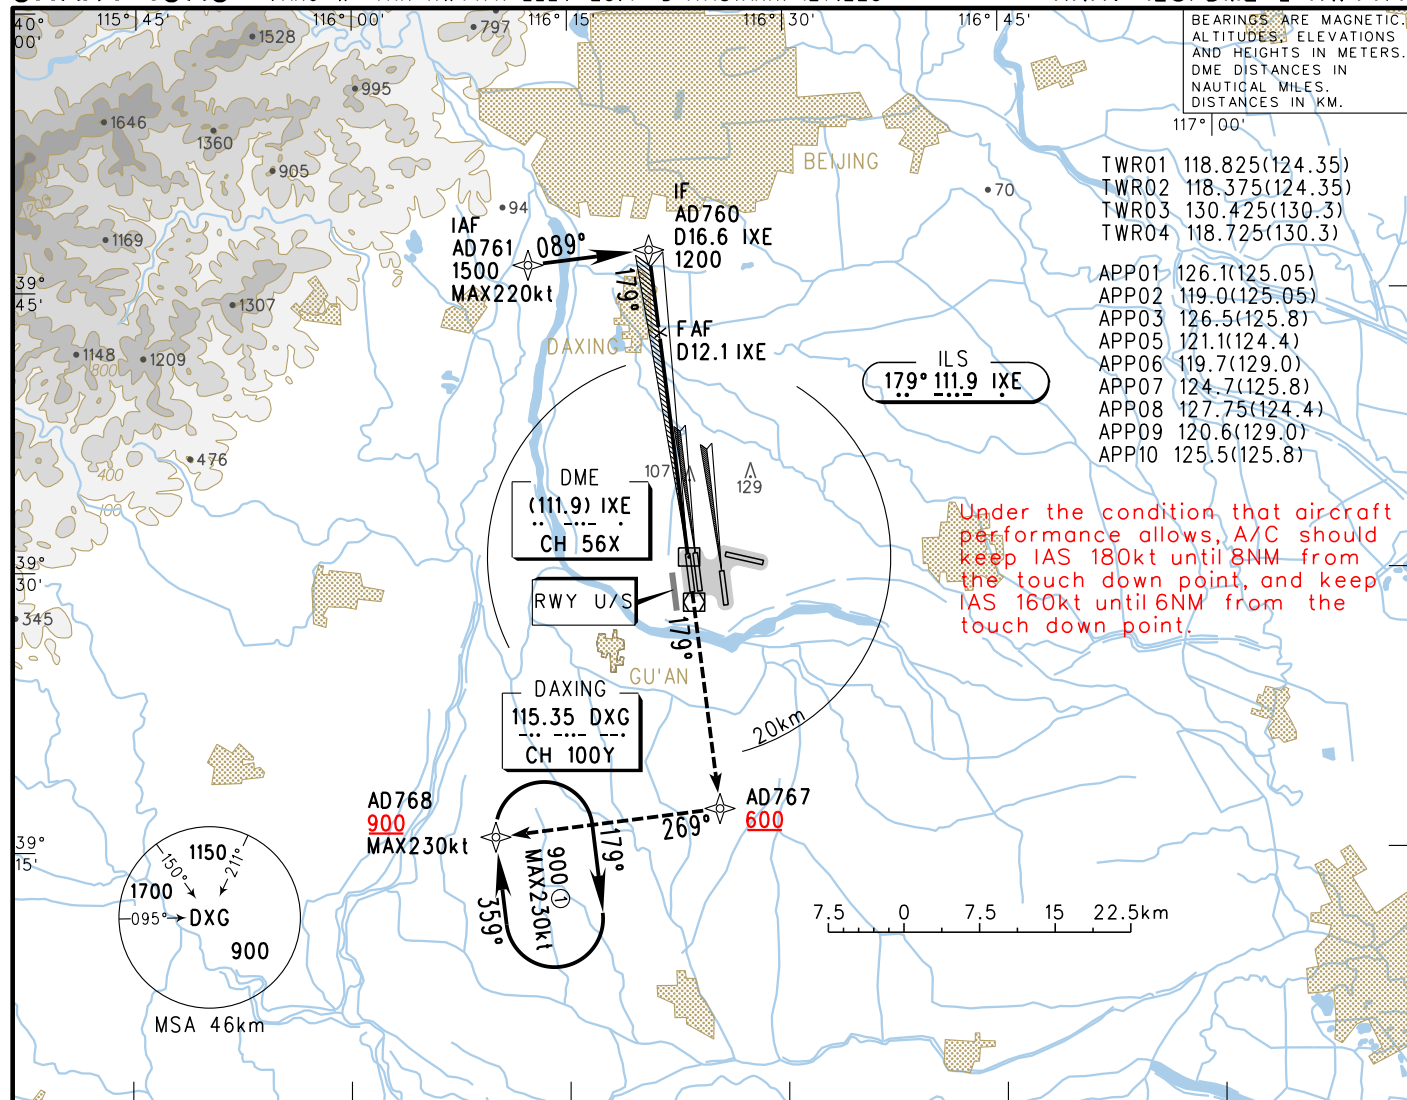 115° 45'
116° 00'
116° 15'
116° 30'
116° 45'
40°
00'
BEARINGS ARE MAGNETIC.
ALTITUDES, ELEVATIONS
AND HEIGHTS IN METERS.
DME DISTANCES IN
NAUTICAL MILES.
DISTANCES IN KM.
117° 00'
1528
797
995
1646
1360
905
1169
1307
1148
1209
800
476
400
100
345
94
70
BEIJING
TWR01 118.825(124.35)
TWR02 118.375(124.35)
TWR03 130.425(130.3)
TWR04 118.725(130.3)
APP01 126.1(125.05)
APP02 119.0(125.05)
APP03 126.5(125.8)
APP05 121.1(124.4)
APP06 119.7(129.0)
APP07 124.7(125.8)
APP08 127.75(124.4)
APP09 120.6(129.0)
APP10 125.5(125.8)
IAF
AD761
1500
MAX220kt
089°
IF
AD760
D16.6 IXE
1200
179°
39°
45'
FAF
D12.1 IXE
DAXING
ILS
179° 111.9 IXE
107
129
DME
(111.9) IXE
CH 56X
39°
30'
RWY U/S
Under the condition that aircraft
performance allows, A/C should
keep IAS 180kt until 8NM from
the touch down point, and keep
IAS 160kt until 6NM from the
touch down point.
179°
GU'AN
DAXING
115.35 DXG
CH 100Y
20km
AD768
900
MAX230kt
AD767
600
269°
179°
900 1
MAX230kt
359°
39°
15'
1150
150°
211°
1700
095°
DXG
900
MSA 46km
7.5 0 7.5 15 22.5km